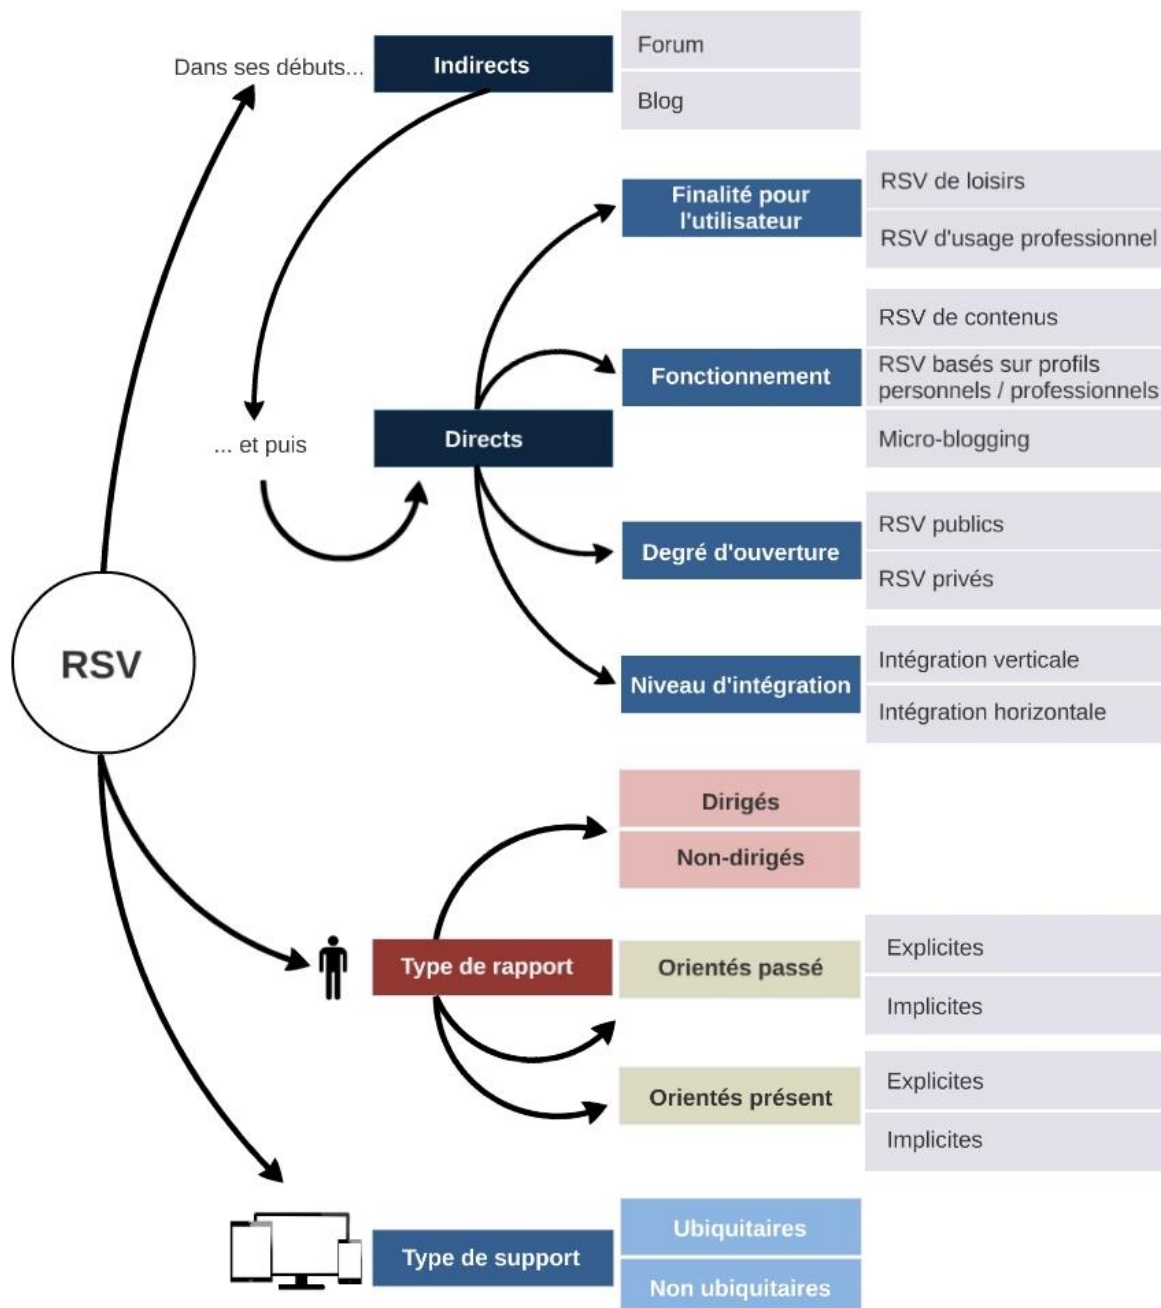 Dans ses débuts...
Indirects
Forum
Blog
Finalité pour
l'utilisateur
RSV de loisirs
RSV d'usage professionnel
RSV de contenus
Fonctionnement
RSV basés sur profils
personnels / professionnels
Micro-blogging
... et puis
Directs
Degré d'ouverture
RSV publics
RSV privés
RSV
Niveau d'intégration
Intégration verticale
Intégration horizontale
Dirigés
Non-dirigés
Type de rapport
Orientés passé
Explicites
Implicites
Orientés présent
Explicites
Implicites
Type de support
Ubiquitaires
Non ubiquitaires